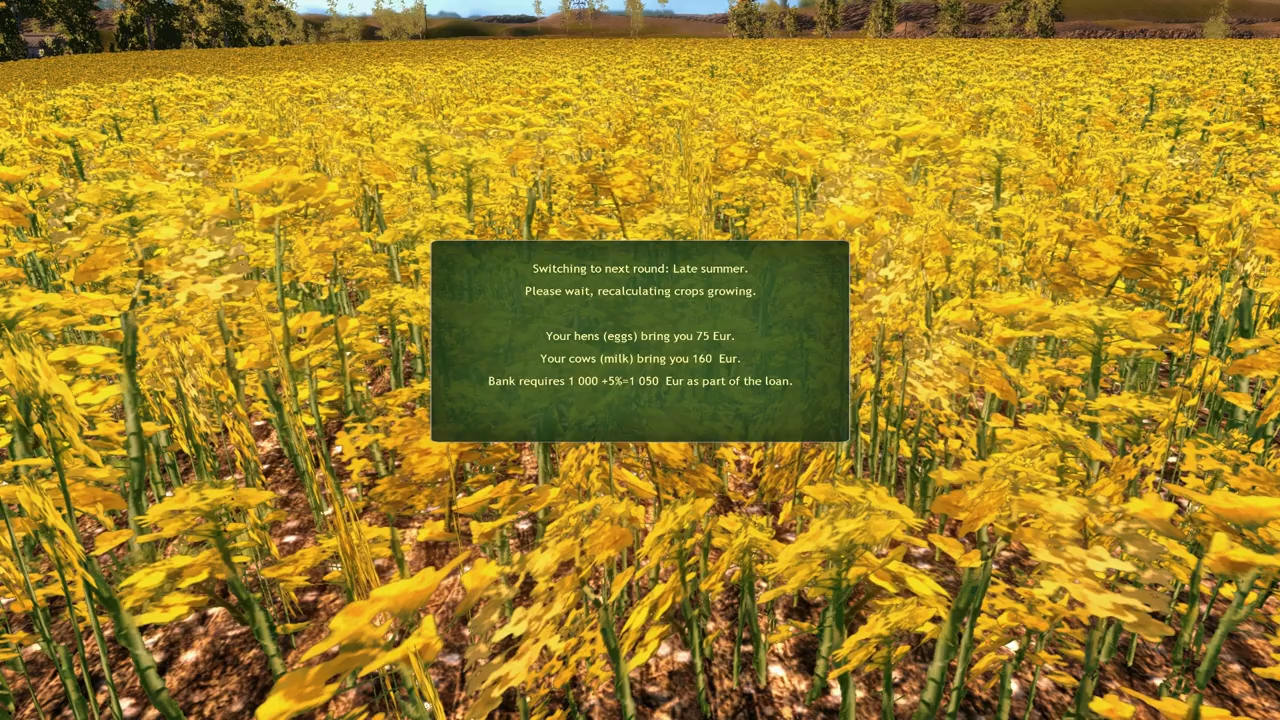 Switching to next round: Late summer.
Please wait, recalculating crops growing.
Your hens (eggs) bring you 75 Eur.
Your cows (milk) bring you 160  Eur.
Bank requires 1 000 +5%=1 050  Eur as part of the loan.